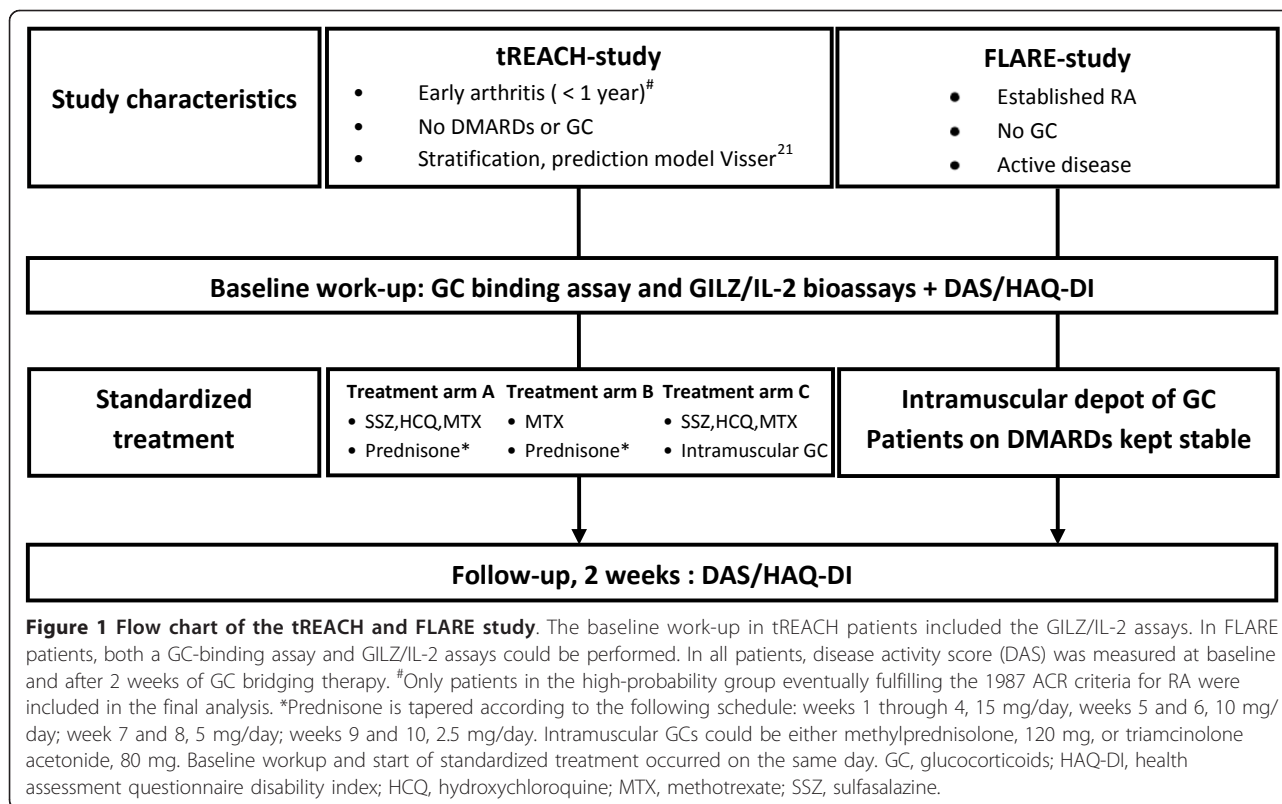 Study characteristics
tREACH-study
• Early arthritis ( < 1 year)#
• No DMARDs or GC
• Stratification, prediction model Visser21
FLARE-study
● Established RA
● No GC
● Active disease
Baseline work-up: GC binding assay and GILZ/IL-2 bioassays + DAS/HAQ-DI
Standardized
treatment
Treatment arm A
• SSZ,HCQ,MTX
• Prednisone*
Treatment arm B
• MTX
• Prednisone*
Treatment arm C
• SSZ,HCQ,MTX
• Intramuscular GC
Intramuscular depot of GC
Patients on DMARDs kept stable
Follow-up, 2 weeks : DAS/HAQ-DI
Figure 1 Flow chart of the tREACH and FLARE study. The baseline work-up in tREACH patients included the GILZ/IL-2 assays. In FLARE
patients, both a GC-binding assay and GILZ/IL-2 assays could be performed. In all patients, disease activity score (DAS) was measured at baseline
and after 2 weeks of GC bridging therapy. #Only patients in the high-probability group eventually fulfilling the 1987 ACR criteria for RA were
included in the final analysis. *Prednisone is tapered according to the following schedule: weeks 1 through 4, 15 mg/day, weeks 5 and 6, 10 mg/
day; week 7 and 8, 5 mg/day; weeks 9 and 10, 2.5 mg/day. Intramuscular GCs could be either methylprednisolone, 120 mg, or triamcinolone
acetonide, 80 mg. Baseline workup and start of standardized treatment occurred on the same day. GC, glucocorticoids; HAQ-DI, health
assessment questionnaire disability index; HCQ, hydroxychloroquine; MTX, methotrexate; SSZ, sulfasalazine.